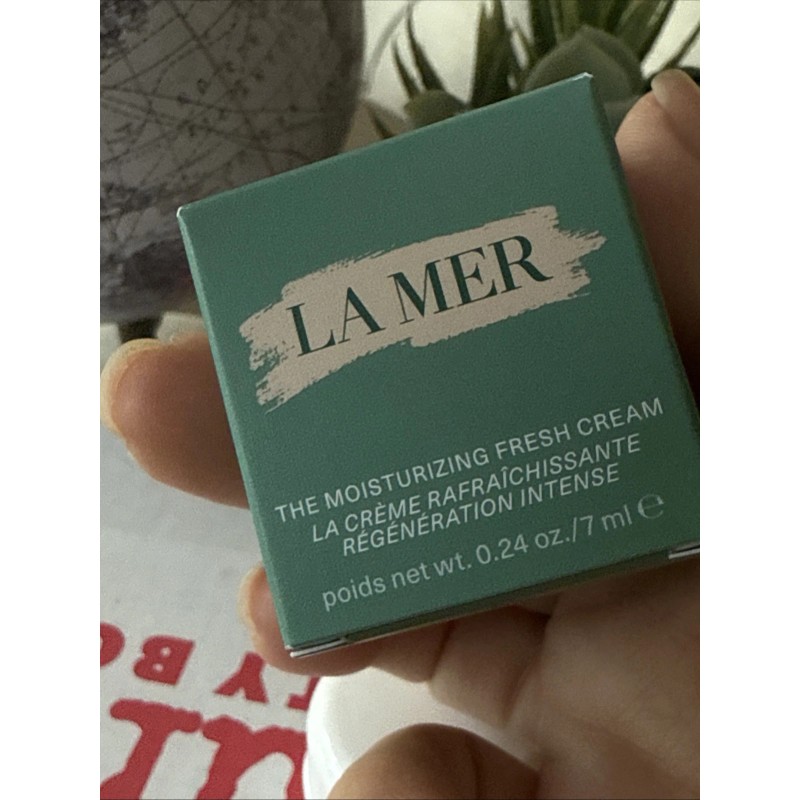 LA MER
THE MOISTURIZING FRESH CREAM
LA CRÈME RAFRAÎCHISSANTE
RÉGÉNÉRATION INTENSE
poids net wt. 0.24 oz./7 ml ℮